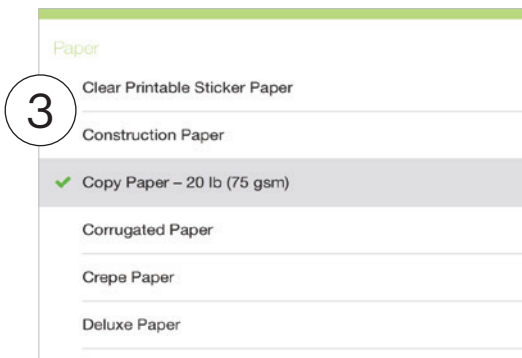 Paper
Clear Printable Sticker Paper
3
Construction Paper
Copy Paper – 20 lb (75 gsm)
Corrugated Paper
Crepe Paper
Deluxe Paper